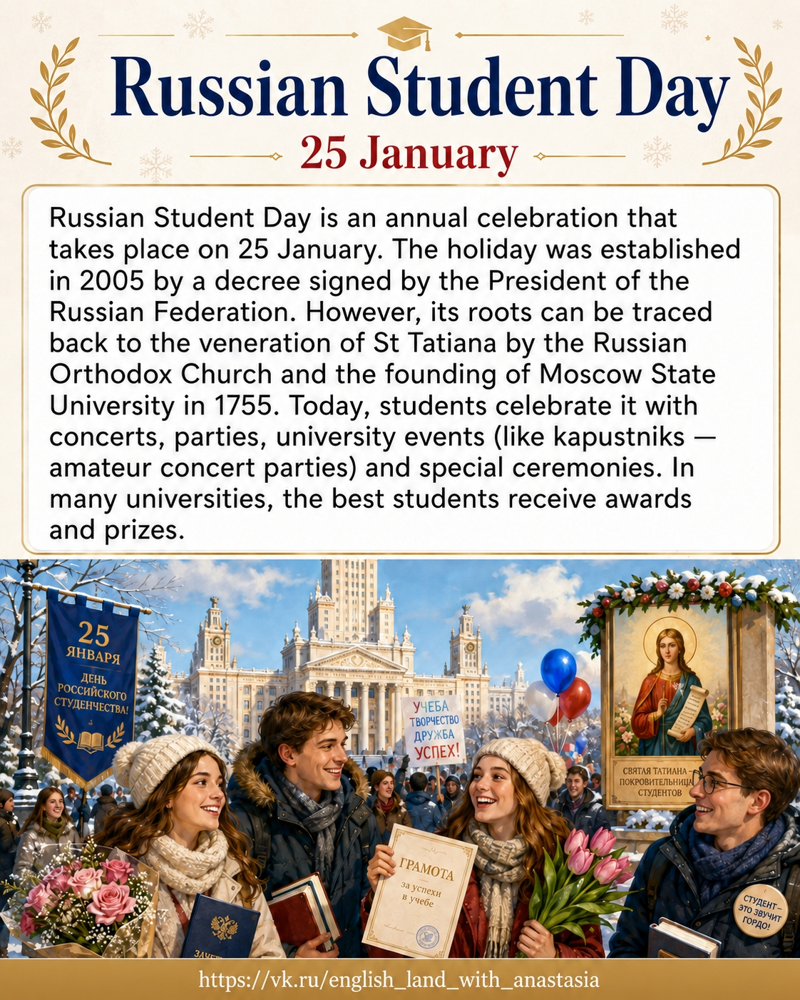 Russian Student Day
25 January
Russian Student Day is an annual celebration that
takes place on 25 January. The holiday was established
in 2005 by a decree signed by the President of the
Russian Federation. However, its roots can be traced
back to the veneration of St Tatiana by the Russian
Orthodox Church and the founding of Moscow State
University in 1755. Today, students celebrate it with
concerts, parties, university events (like kapustniks —
amateur concert parties) and special ceremonies. In
many universities, the best students receive awards
and prizes.
25
ЯНВАРЯ
ДЕНЬ
РОССИЙСКОГО
СТУДЕНЧЕСТВА!
УЧЕБА
ТВОРЧЕСТВО
ДРУЖБА
УСПЕХ!
СВЯТАЯ ТАТИАНА –
ПОКРОВИТЕЛЬНИЦА
СТУДЕНТОВ
ГРАМОТА
за успехи
в учебе
СТУДЕНТ–
ЭТО ЗВУЧИТ
ГОРДО!
https://vk.ru/english_land_with_anastasia